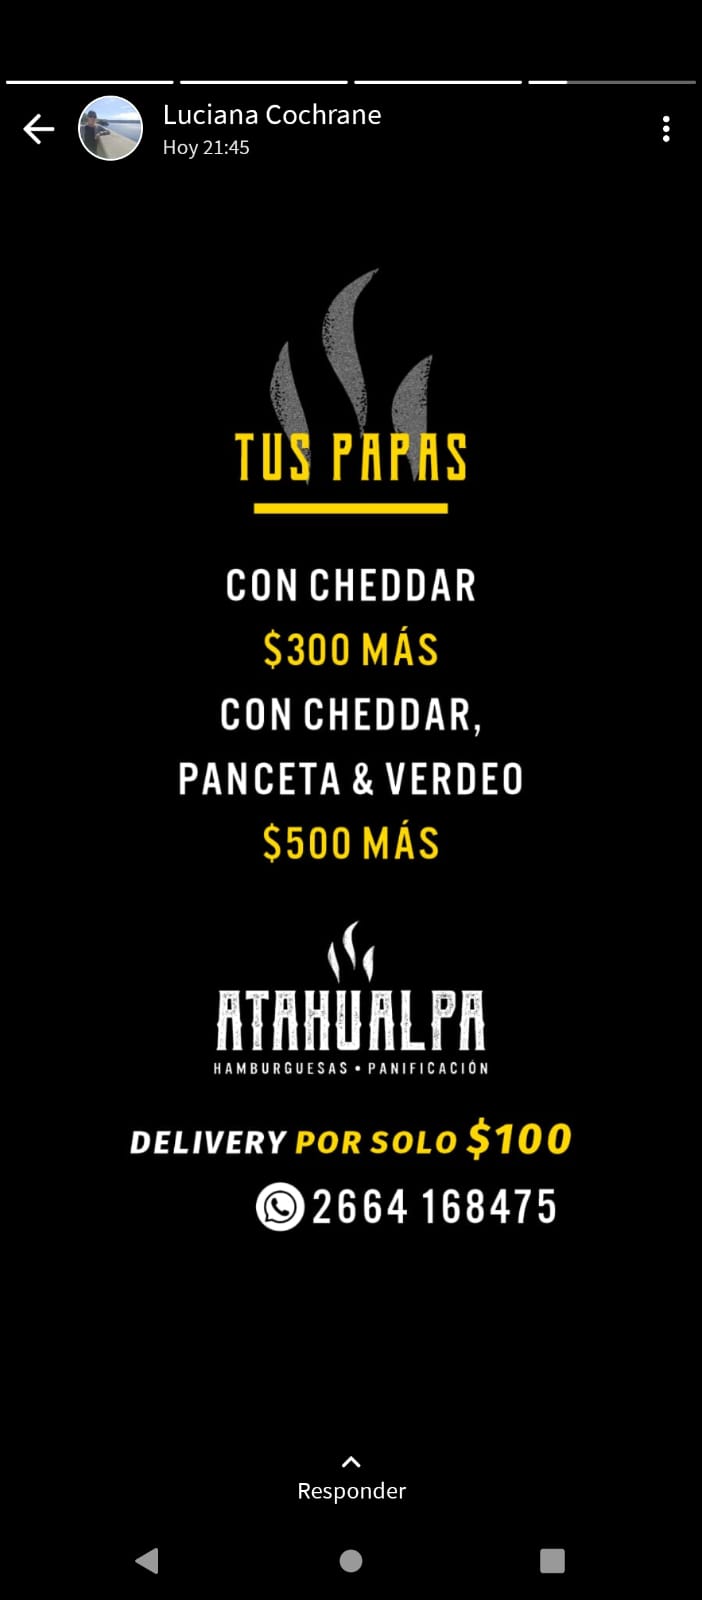 Luciana Cochrane
Hoy 21:45
TUS PAPAS
CON CHEDDAR
$300 MÁS
CON CHEDDAR,
PANCETA & VERDEO
$500 MÁS
ATAHUALPA
HAMBURGUESAS • PANIFICACIÓN
DELIVERY POR SOLO $100
2664 168475
Responder